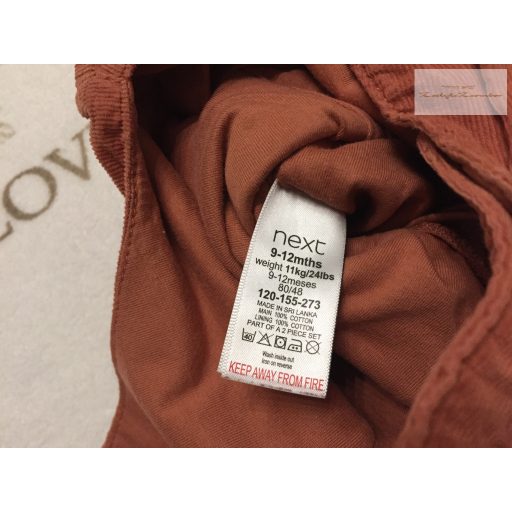 LOV
next
9-12mths
weight 11kg/24lbs
9-12meses
80/48
120-155-273
MADE IN SRI LANKA
MAIN. 100% COTTON
LINING. 100% COTTON
PART OF A 2 PIECE SET
40
Wash inside out
Iron on reverse
KEEP AWAY FROM FIRE